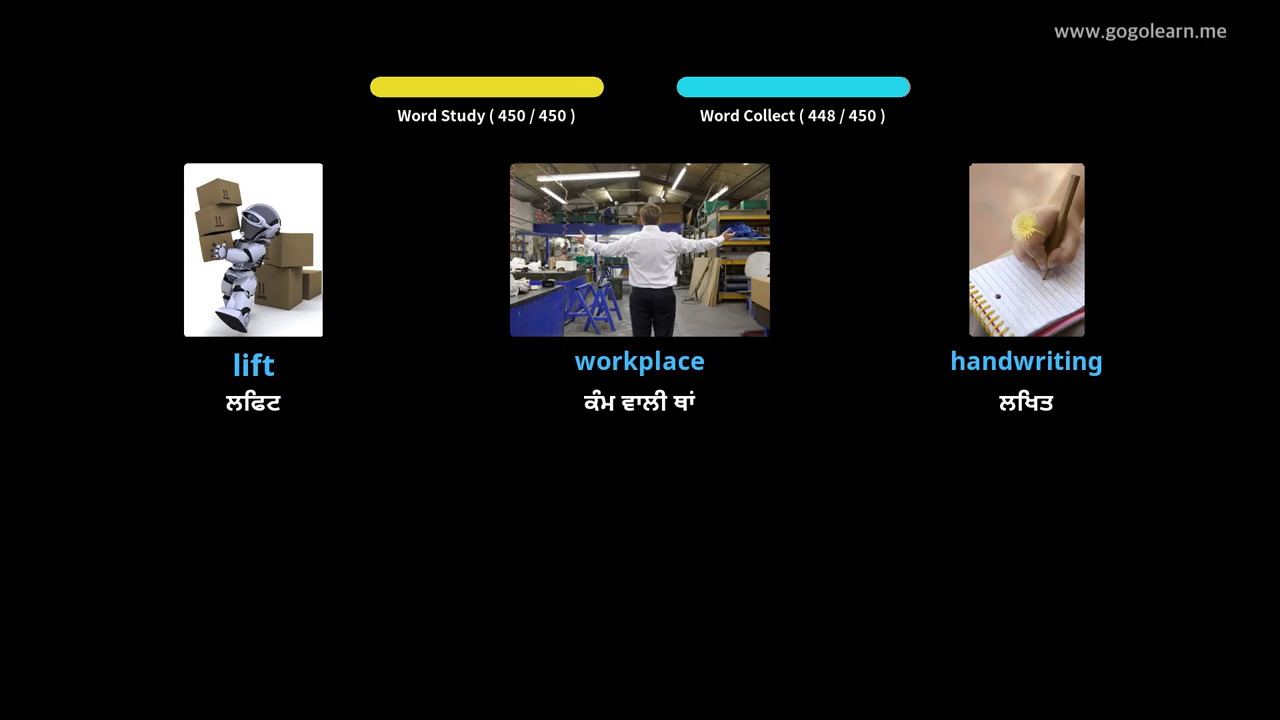 www.gogolearn.me
Word Study ( 450 / 450 )
Word Collect ( 448 / 450 )
lift
workplace
handwriting
ਲਫਿਟ
ਕੰਮ ਵਾਲੀ ਥਾਂ
ਲਖਿਤ